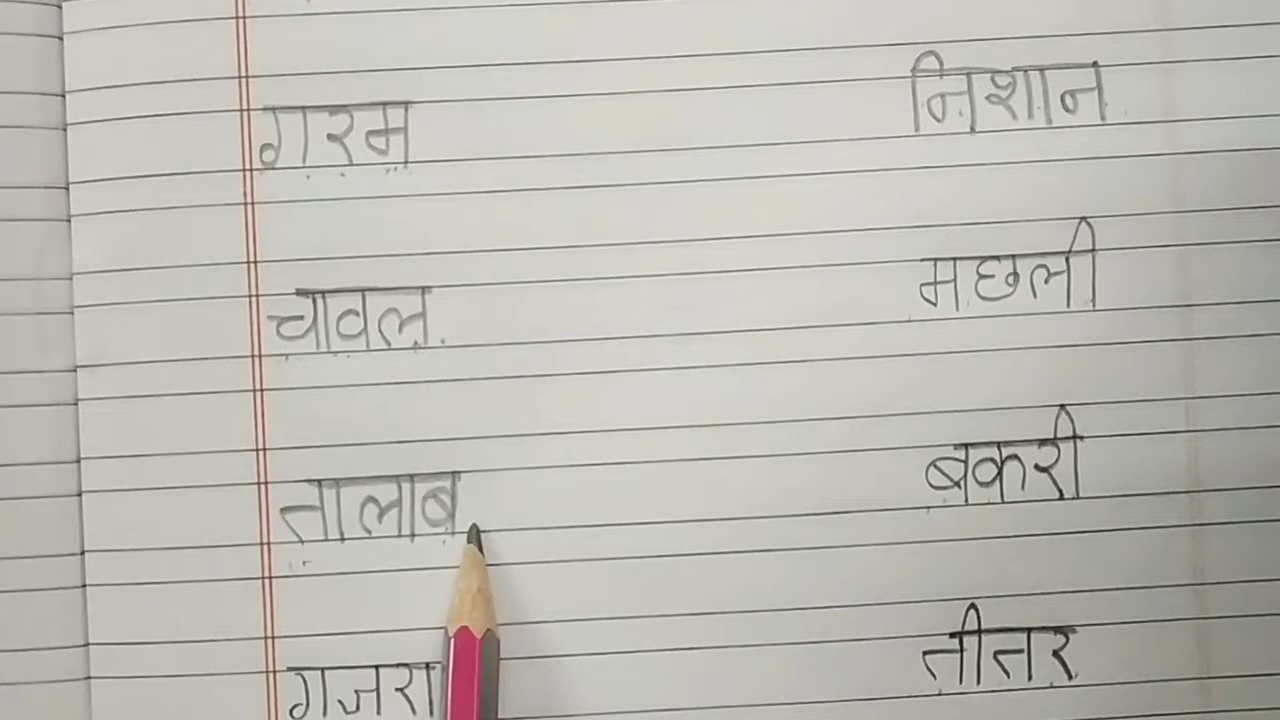 गरम निशान
चावल मछली
तालाब बकरी
गजरा तीतर